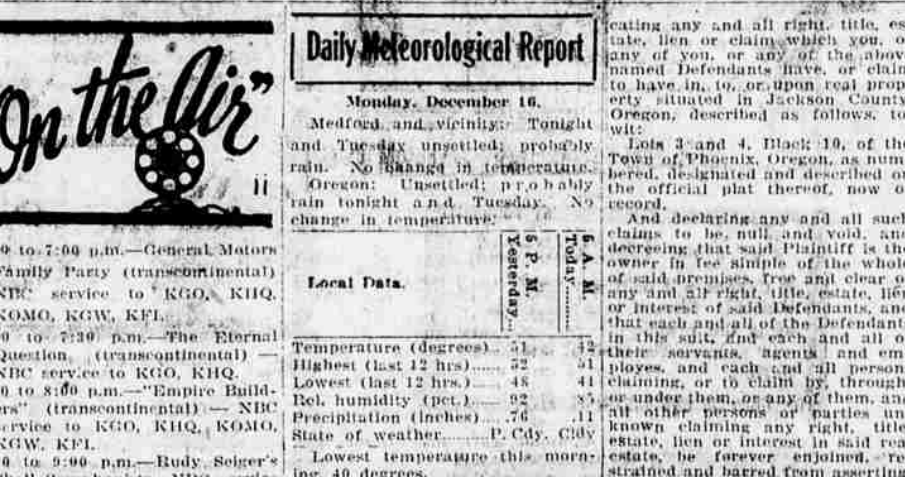 On the Air"
0 to 7:00 p.m.—General Motors
Family Party (transcontinental)
NBC service to KGO, KHQ,
KOMO, KGW, KFI.
0 to 7:30 p.m.—The Eternal
Question (transcontinental) —
NBC service to KGO, KHQ.
0 to 8:00 p.m.—"Empire Build-
ers" (transcontinental) — NBC
service to KGO, KHQ, KOMO,
KGW, KFI.
0 to 9:00 p.m.—Rudy Seiger's
Daily Meteorological Report
Monday, December 16.
Medford and vicinity: Tonight
and Tuesday unsettled; probably
rain. No change in temperature.
Oregon: Unsettled; probably
rain tonight and Tuesday. No
change in temperature.
Local Data.
5 P. M.
Yesterday
5 A. M.
Today
Temperature (degrees) 51 42
Highest (last 12 hrs) 52 51
Lowest (last 12 hrs.) 48 41
Rel. humidity (pct.) 92 85
Precipitation (inches) .76 .11
State of weather P. Cdy. Cldy
Lowest temperature this morn-
ing, 40 degrees.
cating any and all right, title, es
tate, lien or claim which you, o
any of you, or any of the above
named Defendants have, or claim
to have in, to, or upon real prop
erty situated in Jackson County
Oregon, described as follows, to
wit:
Lots 3 and 4, Block 10, of the
Town of Phoenix, Oregon, as num
bered, designated and described on
the official plat thereof, now of
record.
And declaring any and all such
claims to be null and void, and
decreeing that said Plaintiff is the
owner in fee simple of the whole
of said premises, free and clear of
any and all right, title, estate, lien
or interest of said Defendants, and
that each and all of the Defendant
in this suit, and each and all o
their servants, agents and em
ployes, and each and all person
claiming, or to claim by, through
or under them, or any of them, and
all other persons or parties un
known claiming any right, title
estate, lien or interest in said rea
estate, be forever enjoined, re
strained and barred from asserting